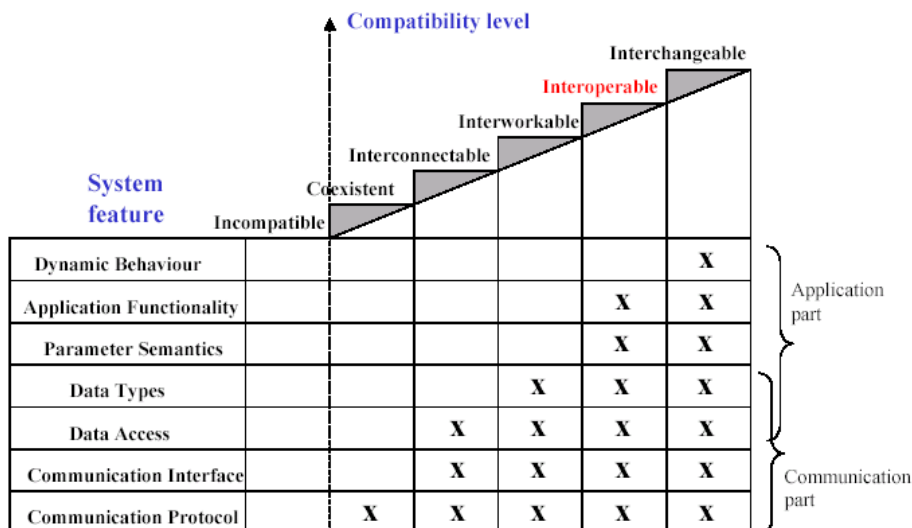 Compatibility level
Interchangeable
Interoperable
Interworkable
Interconnectable
Coexistent
System
feature
Incompatible
Dynamic Behaviour X
Application Functionality X X
Parameter Semantics X X
Application
part
Data Types X X X
Data Access X X X X
Communication Interface X X X X
Communication
part
Communication Protocol X X X X X